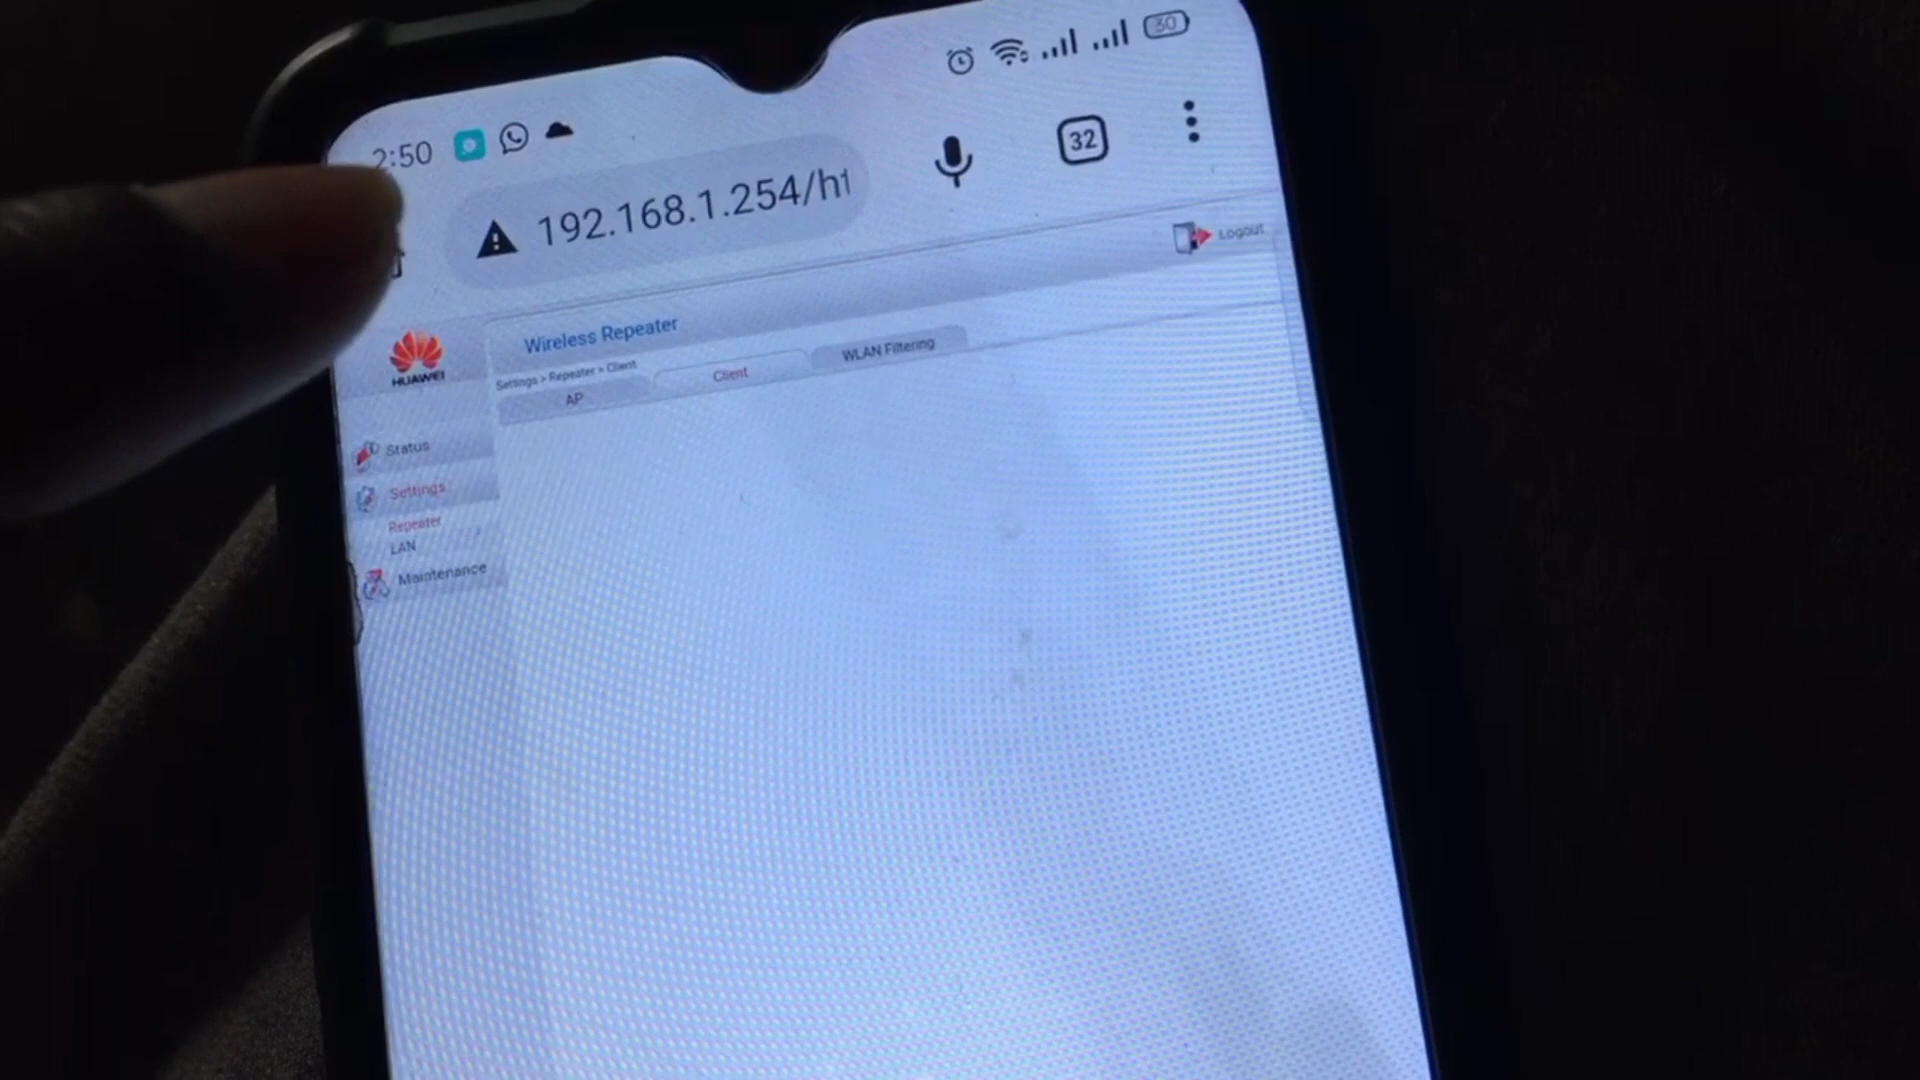 2:50
30
192.168.1.254/ht
32
Logout
HUAWEI
Wireless Repeater
Settings > Repeater > Client
AP
Client
WLAN Filtering
Status
Settings
Repeater
LAN
Maintenance